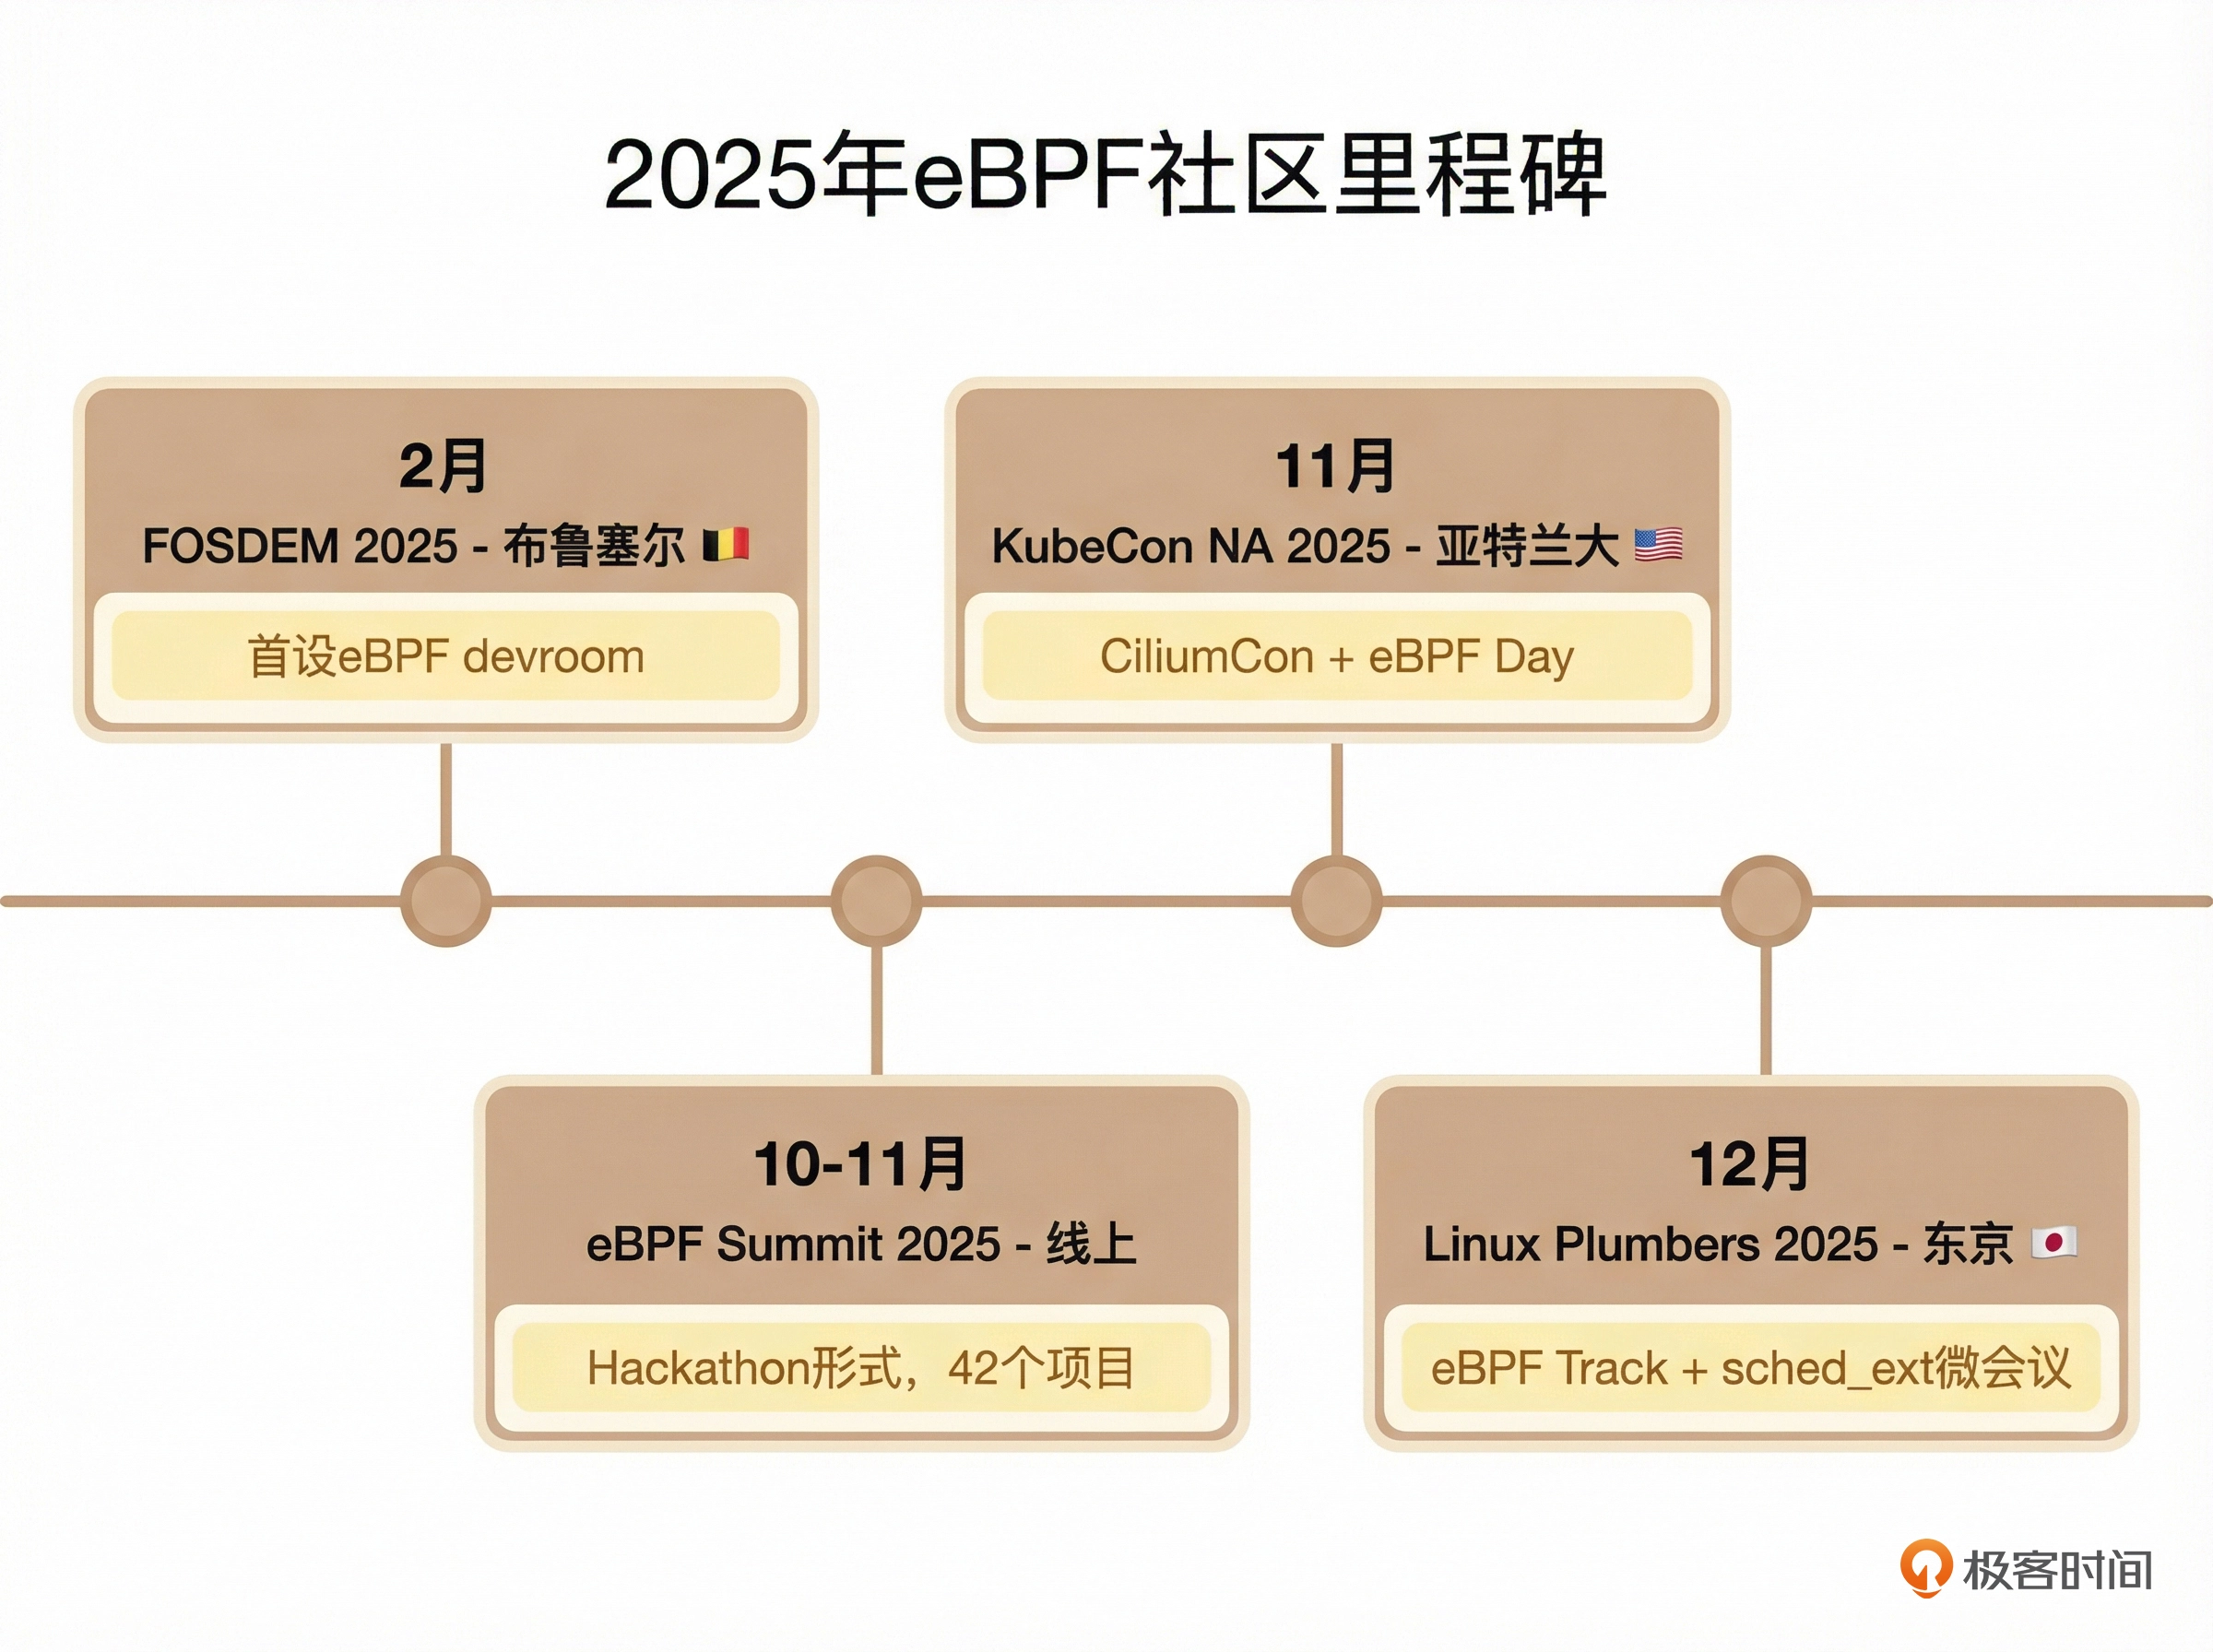 2025年eBPF社区里程碑
2月
FOSDEM 2025 - 布鲁塞尔 🇧🇪
首设eBPF devroom
11月
KubeCon NA 2025 - 亚特兰大 🇺🇸
CiliumCon + eBPF Day
10-11月
eBPF Summit 2025 - 线上
Hackathon形式，42个项目
12月
Linux Plumbers 2025 - 东京 🇯🇵
eBPF Track + sched_ext微会议
极客时间